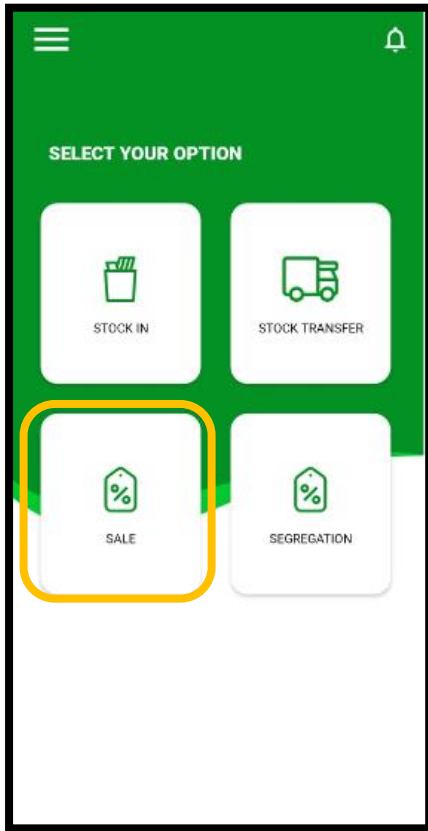 SELECT YOUR OPTION
STOCK IN
STOCK TRANSFER
SALE
SEGREGATION